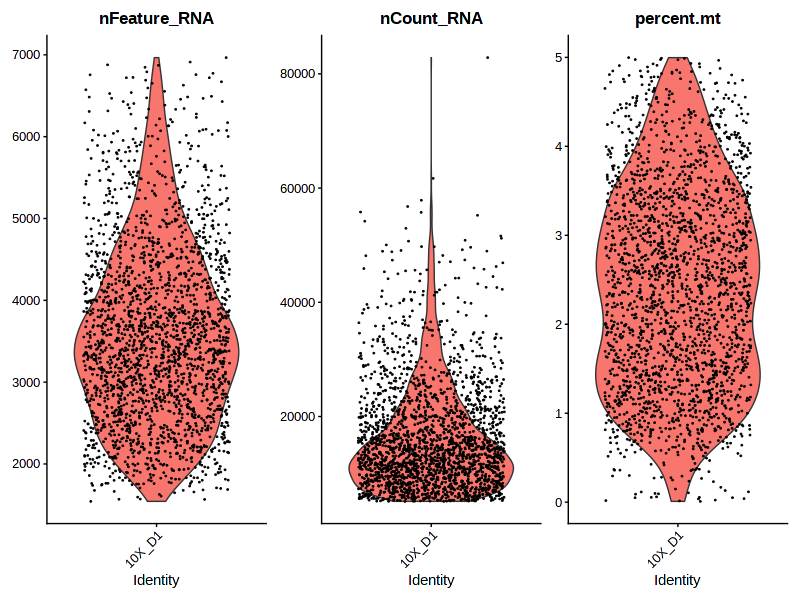 nFeature_RNA
7000
6000
5000
4000
3000
2000
10X_D1
Identity
nCount_RNA
80000
60000
40000
20000
10X_D1
Identity
percent.mt
5
4
3
2
1
0
10X_D1
Identity